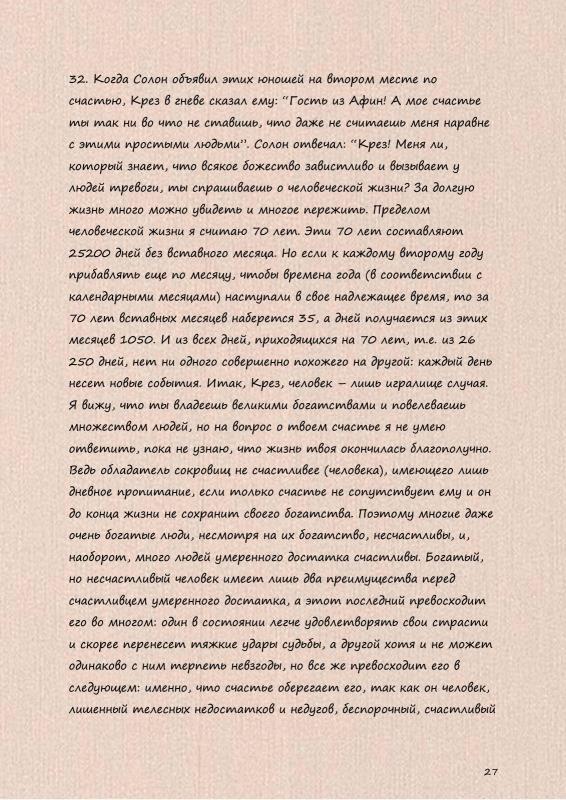 32. Когда Солон объявил этих юношей на втором месте по
счастью, Крез в гневе сказал ему: “Гость из Афин! А мое счастье
ты так ни во что не ставишь, что даже не считаешь меня наравне
с этими простыми людьми”. Солон отвечал: “Крез! Меня ли,
который знает, что всякое божество завистливо и вызывает у
людей тревоги, ты спрашиваешь о человеческой жизни? За долгую
жизнь много можно увидеть и многое пережить. Пределом
человеческой жизни я считаю 70 лет. Эти 70 лет составляют
25200 дней без вставного месяца. Но если к каждому второму году
прибавлять еще по месяцу, чтобы времена года (в соответствии с
календарными месяцами) наступали в свое надлежащее время, то за
70 лет вставных месяцев наберется 35, а дней получается из этих
месяцев 1050. И из всех дней, приходящихся на 70 лет, т.е. из 26
250 дней, нет ни одного совершенно похожего на другой: каждый день
несет новые события. Итак, Крез, человек – лишь игралище случая.
Я вижу, что ты владеешь великими богатствами и повелеваешь
множеством людей, но на вопрос о твоем счастье я не умею
ответить, пока не узнаю, что жизнь твоя окончилась благополучно.
Ведь обладатель сокровищ не счастливее (человека), имеющего лишь
дневное пропитание, если только счастье не сопутствует ему и он
до конца жизни не сохранит своего богатства. Поэтому многие даже
очень богатые люди, несмотря на их богатство, несчастливы, и,
наоборот, много людей умеренного достатка счастливы. Богатый,
но несчастливый человек имеет лишь два преимущества перед
счастливцем умеренного достатка, а этот последний превосходит
его во многом: один в состоянии легче удовлетворять свои страсти
и скорее перенесет тяжкие удары судьбы, а другой хотя и не может
одинаково с ним терпеть невзгоды, но все же превосходит его в
следующем: именно, что счастье оберегает его, так как он человек,
лишенный телесных недостатков и недугов, беспорочный, счастливый
27